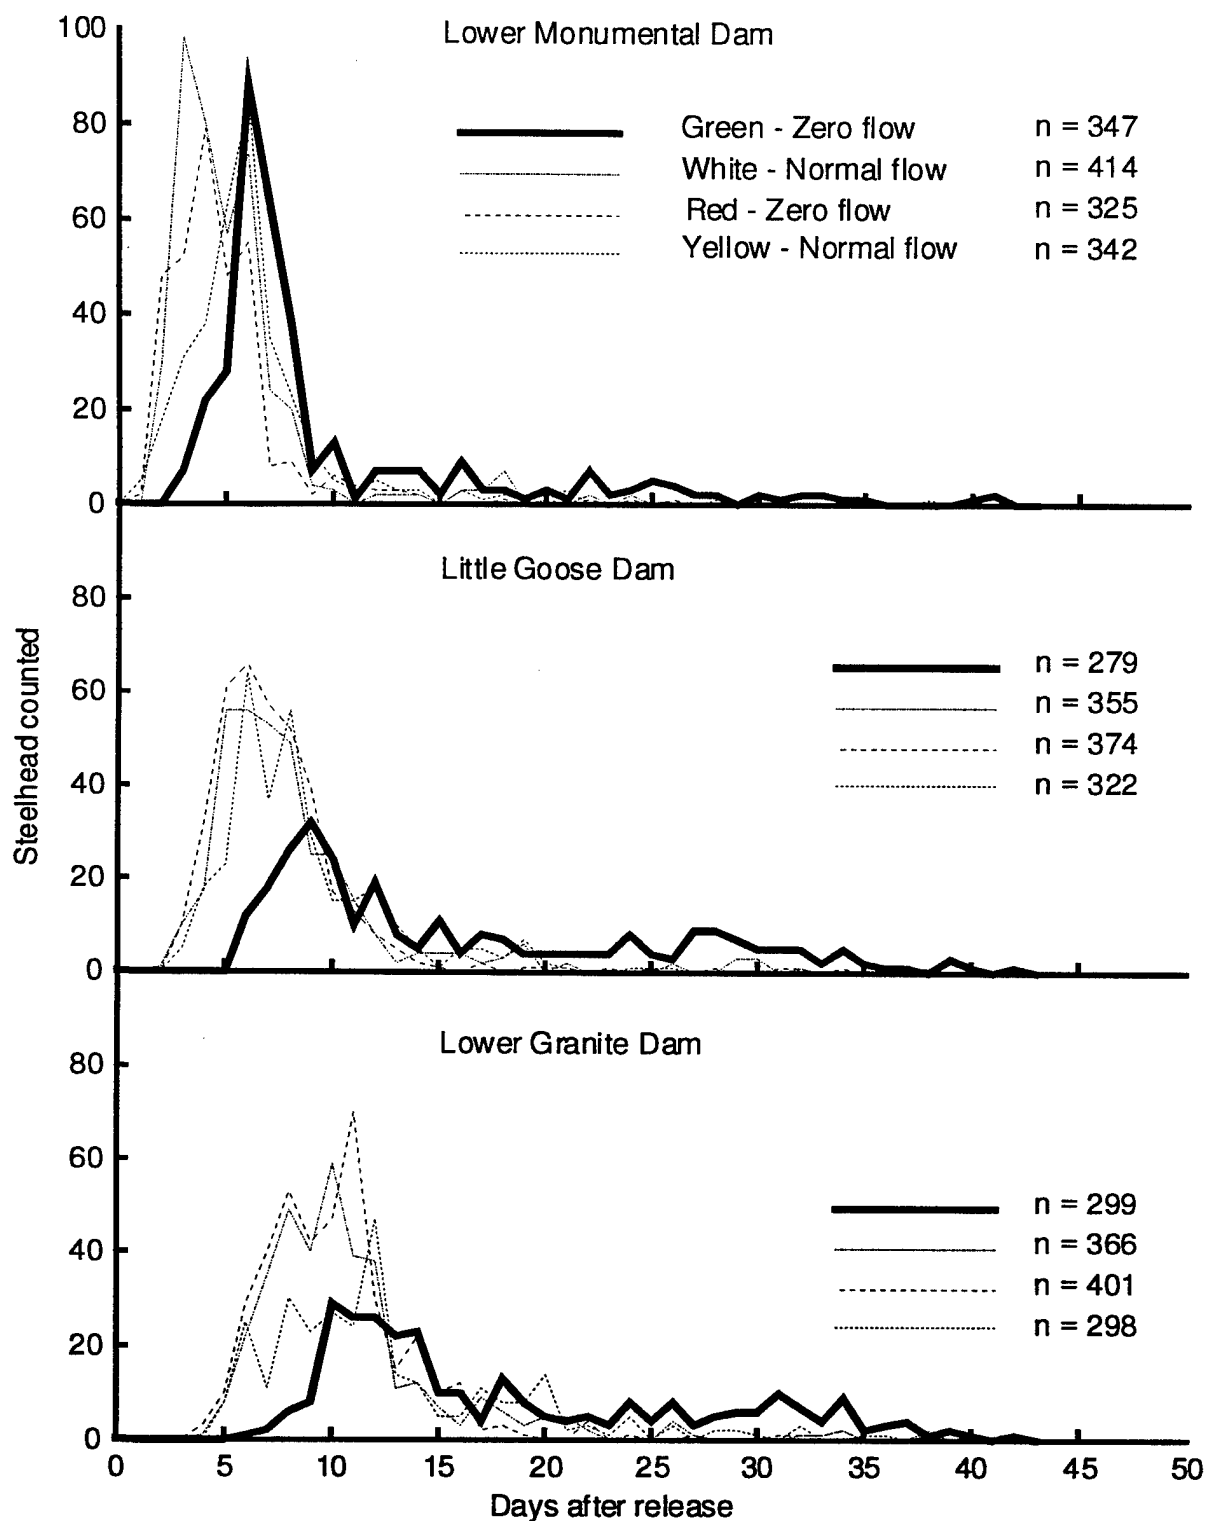 Lower Monumental Dam
100
80
60
40
20
0
Green - Zero flow n = 347
White - Normal flow n = 414
Red - Zero flow n = 325
Yellow - Normal flow n = 342
Little Goose Dam
80
60
40
20
0
n = 279
n = 355
n = 374
n = 322
Steelhead counted
Lower Granite Dam
80
60
40
20
0
n = 299
n = 366
n = 401
n = 298
0 5 10 15 20 25 30 35 40 45 50
Days after release